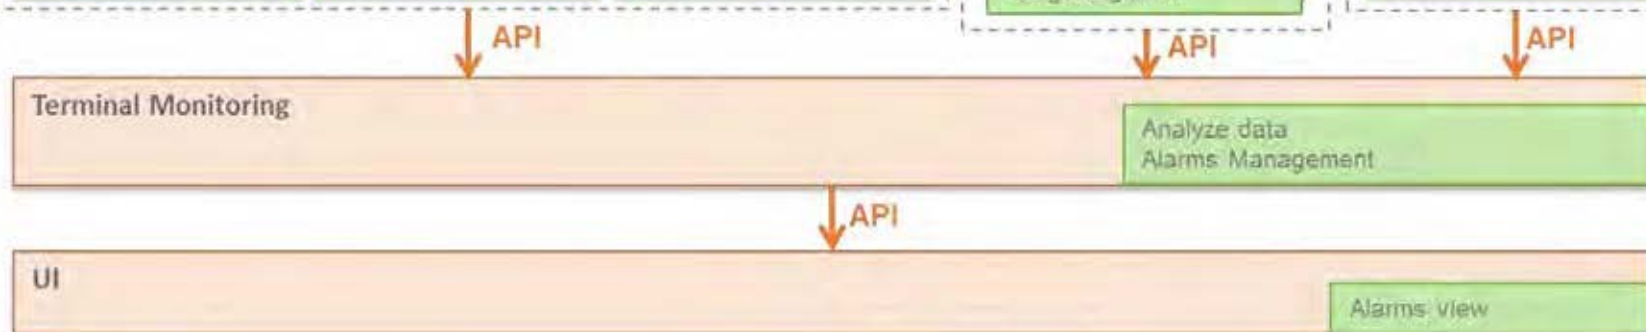 API
API
API
Terminal Monitoring
Analyze data
Alarms Management
API
UI
Alarms view